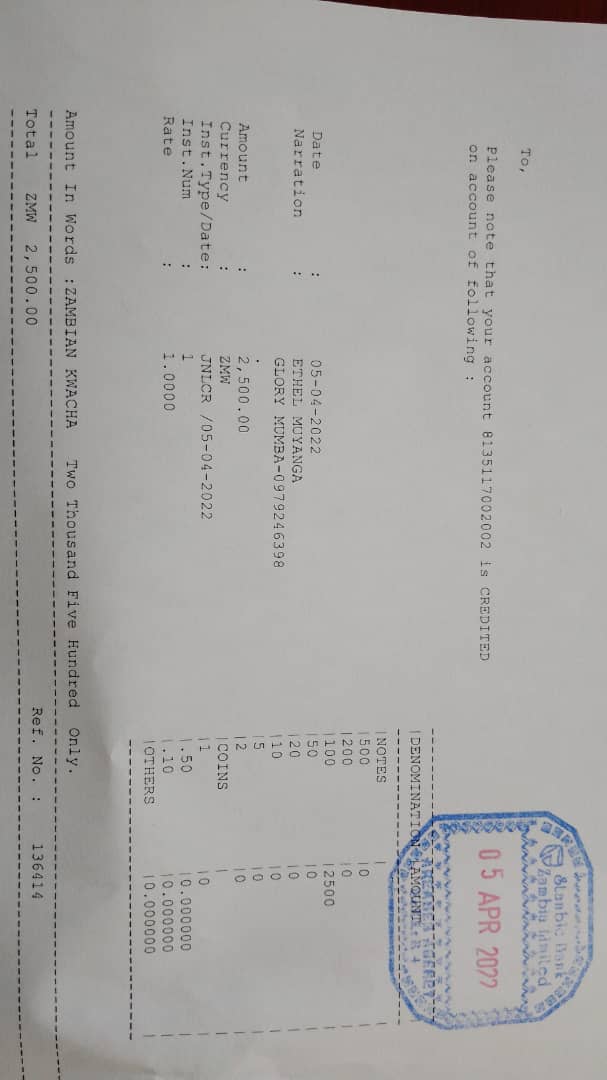 To,
Please note that your account 8135117002002 is CREDITED
on account of following :
Stanbic Bank
Zambia Limited
05 APR 2022
Date : 05-04-2022
Narration : ETHEL MUYANGA
GLORY MUMBA-0979246398
Amount : 2,500.00
Currency : ZMW
Inst.Type/Date: JNLCR /05-04-2022
Inst.Num : 1
Rate : 1.0000
|DENOMINATION |AMOUNT
|NOTES | |
|500 |0 |
|200 |0 |
|100 |2500 |
|50 |0 |
|20 |0 |
|10 |0 |
|5 |0 |
|2 |0 |
|COINS | |
|1 |0 |
|.50 |0.000000 |
|.10 |0.000000 |
|OTHERS |0.000000 |
Amount In Words :ZAMBIAN KWACHA Two Thousand Five Hundred Only.
Total ZMW 2,500.00 Ref. No. : 136414